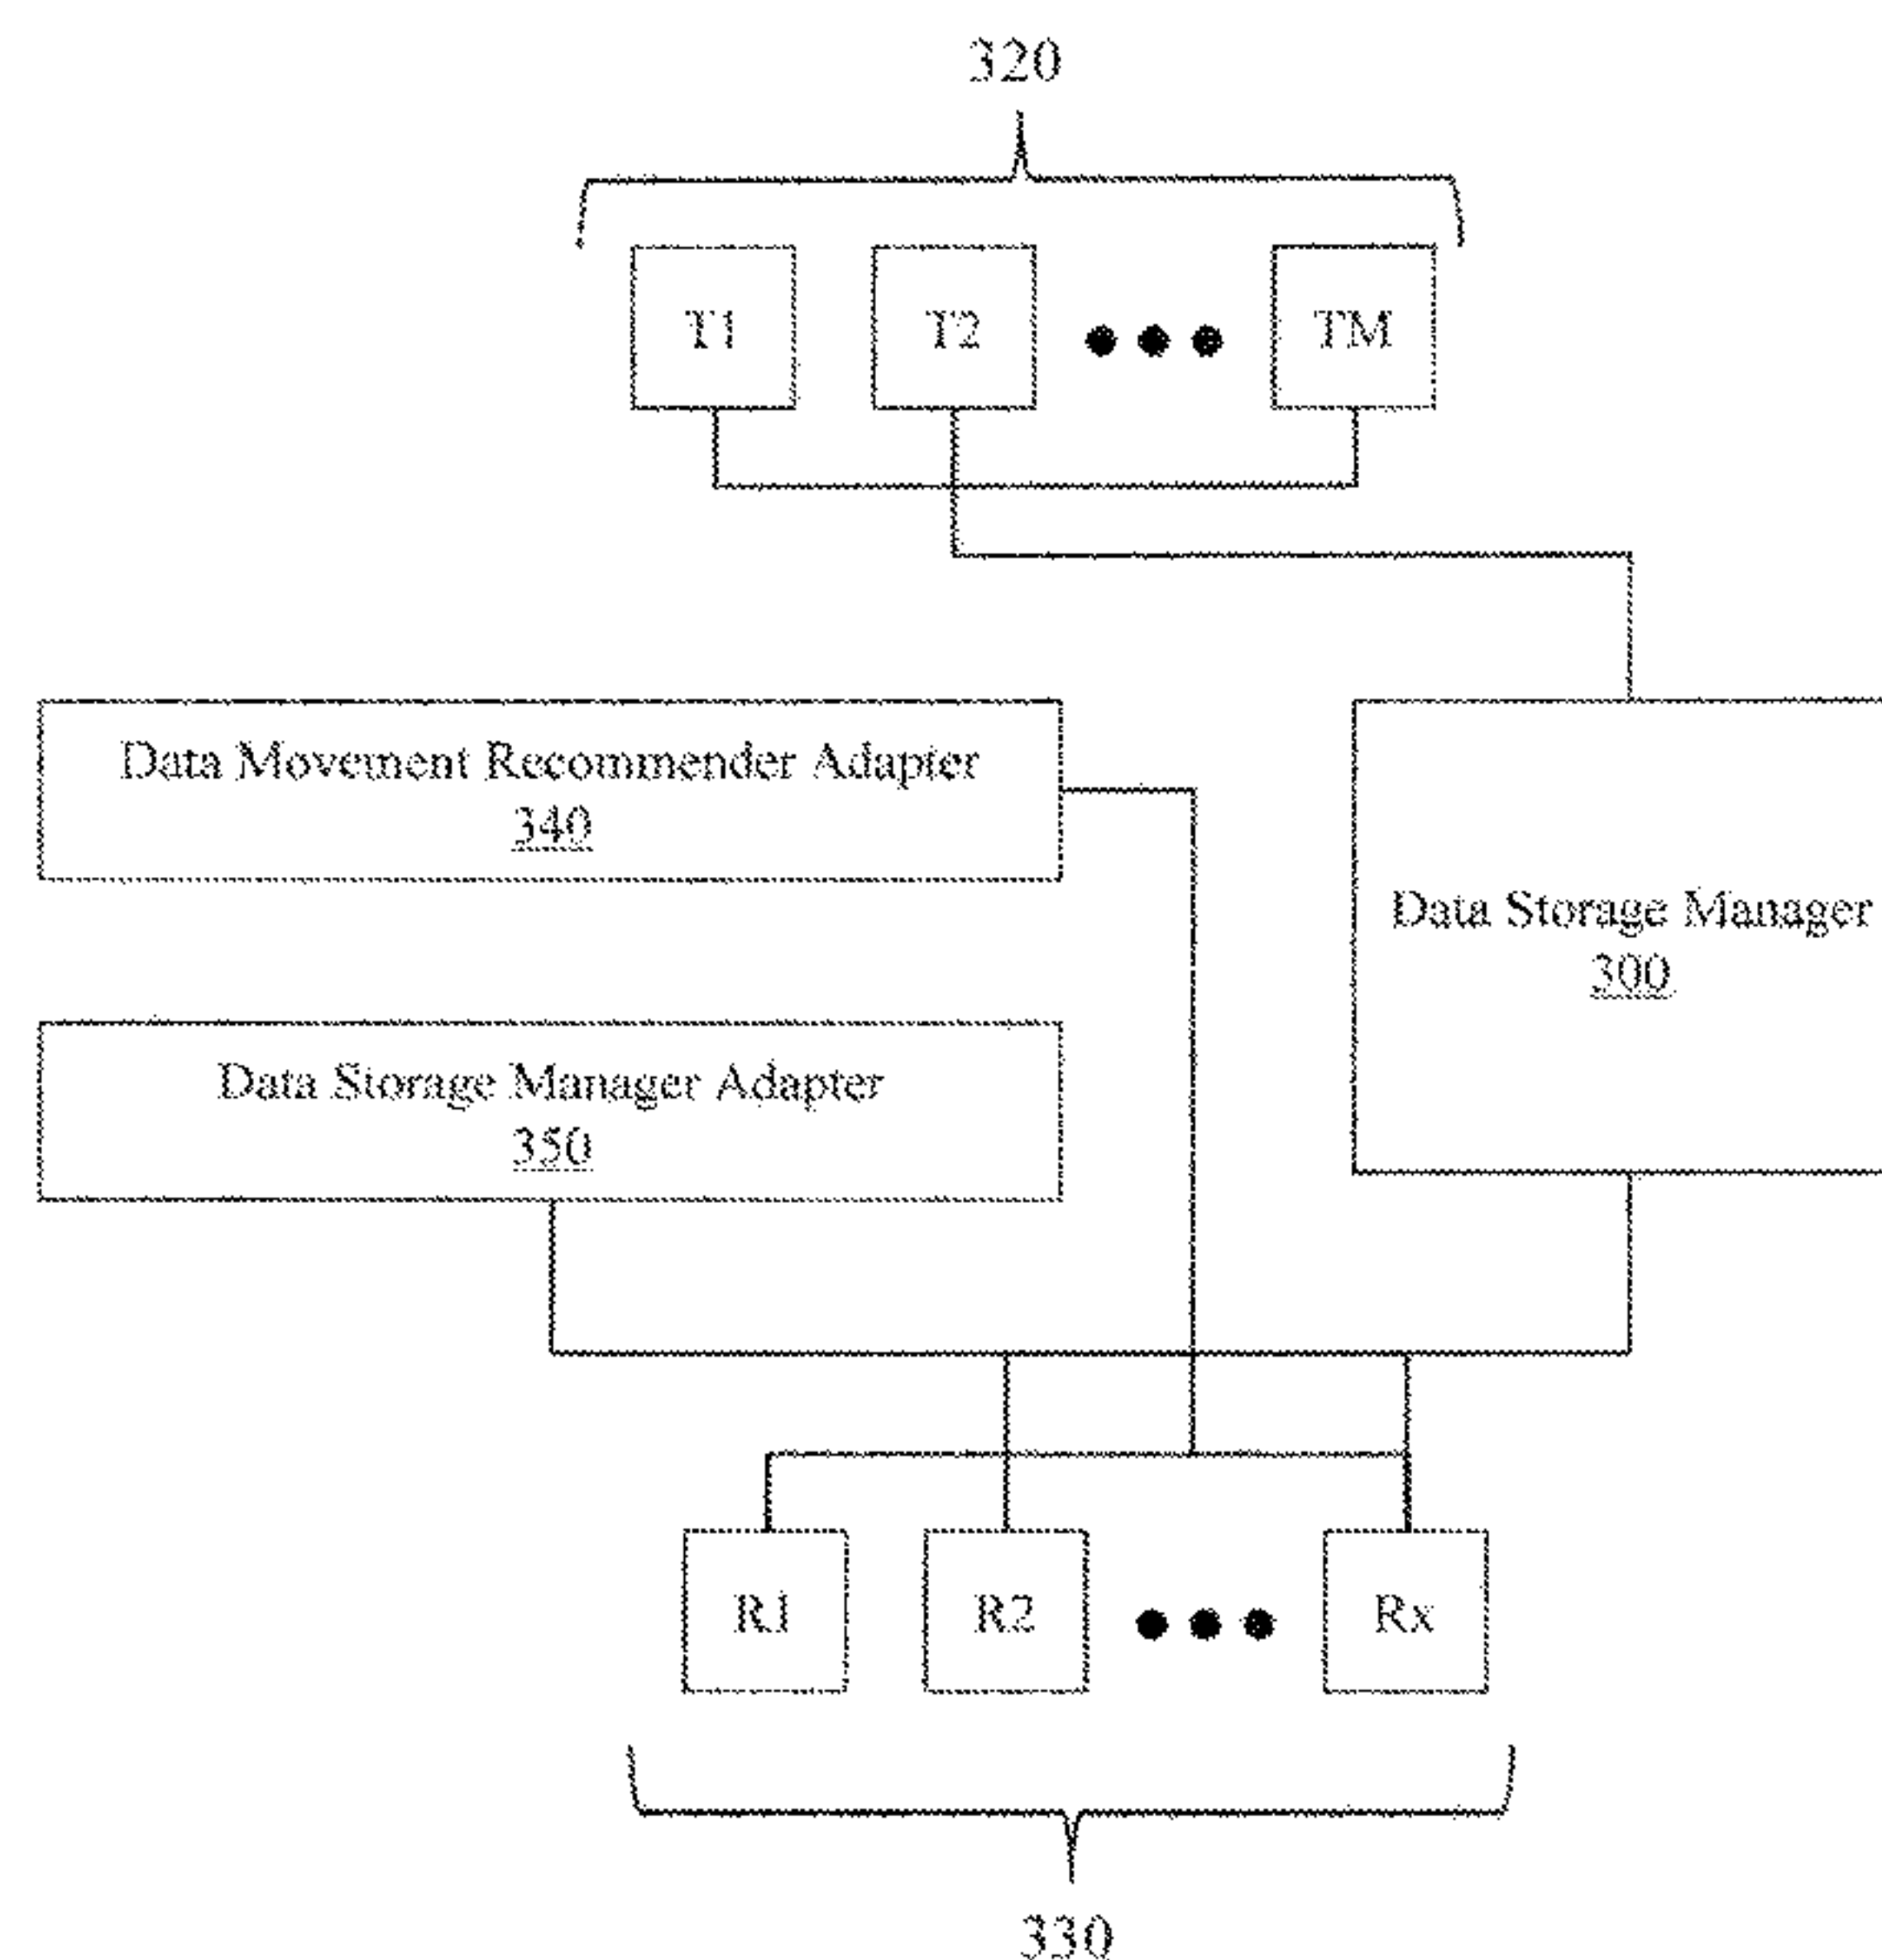 320
T1 T2 TM
Data Movement Recommender Adapter
340
Data Storage Manager
300
Data Storage Manager Adapter
350
R1 R2 Rx
330